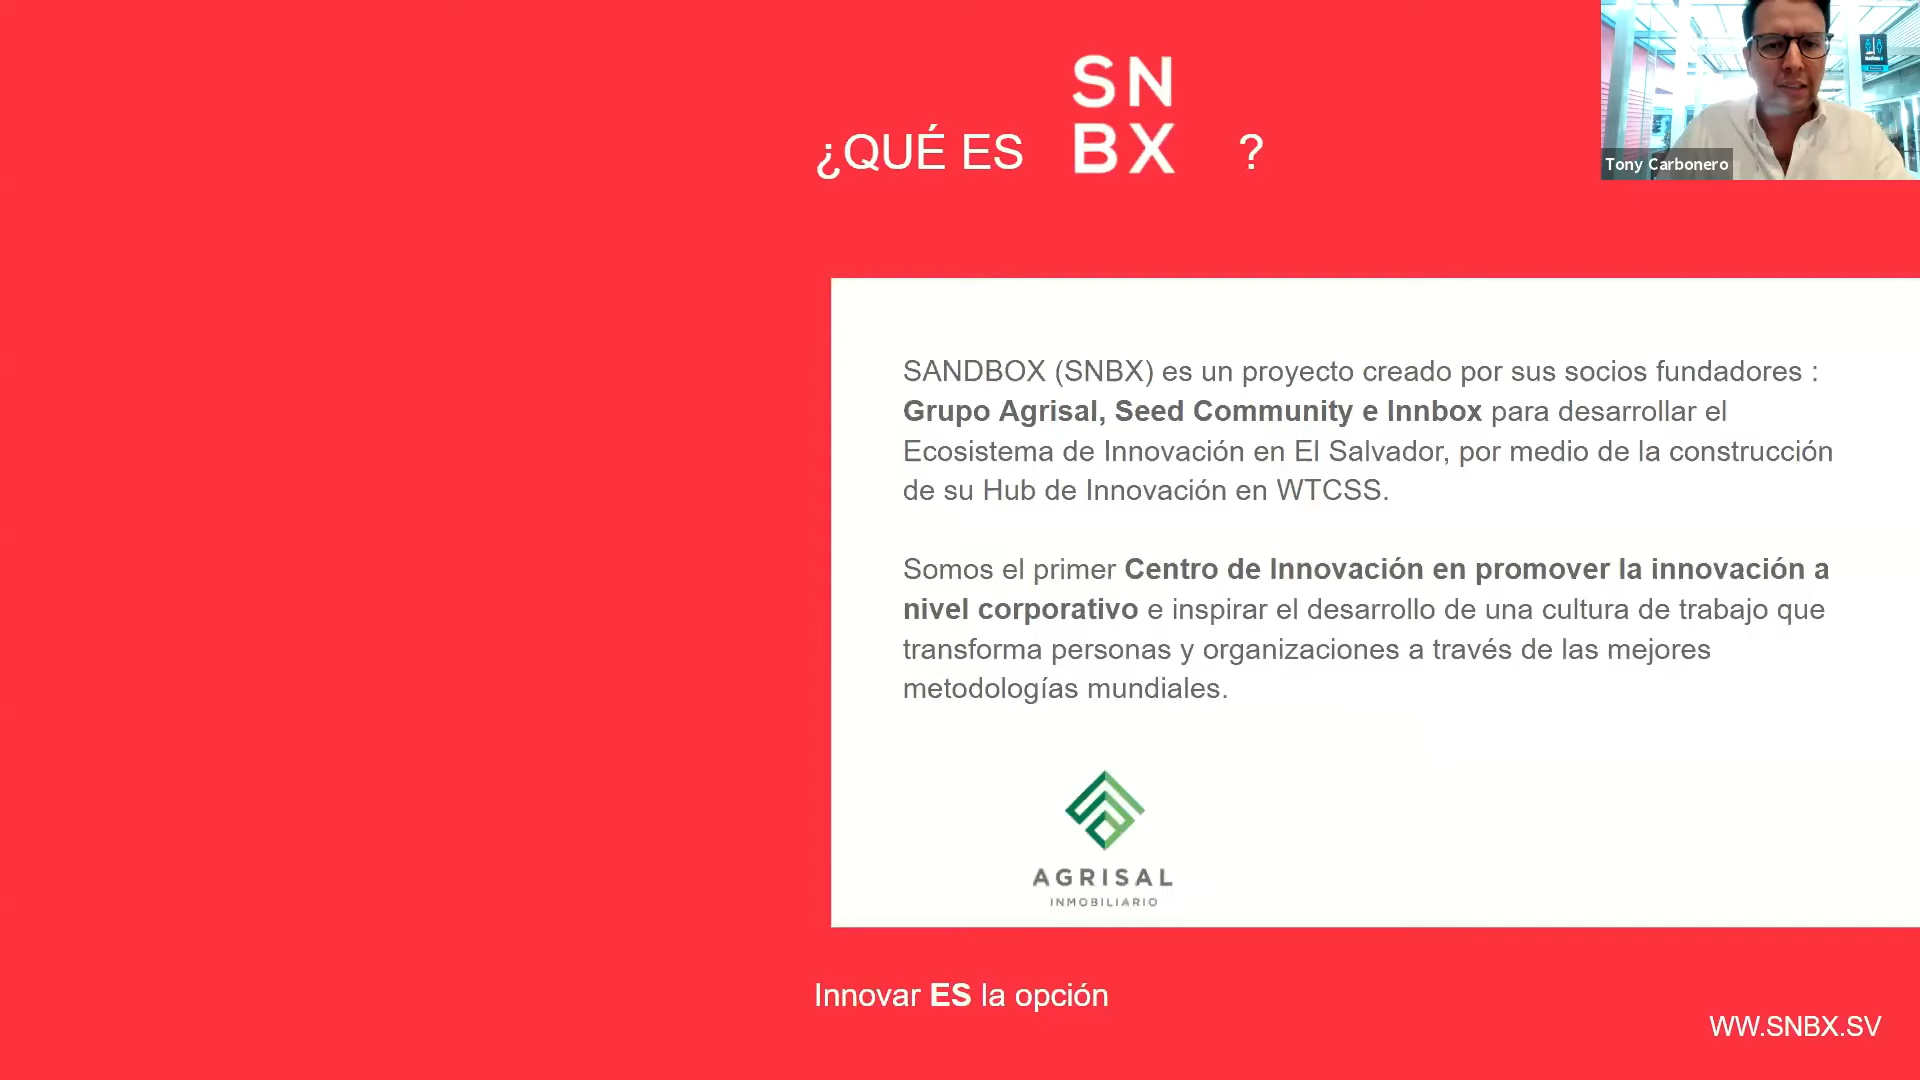 SN
¿QUÉ ES BX ?
Tony Carbonero
SANDBOX (SNBX) es un proyecto creado por sus socios fundadores :
Grupo Agrisal, Seed Community e Innbox para desarrollar el
Ecosistema de Innovación en El Salvador, por medio de la construcción
de su Hub de Innovación en WTCSS.
Somos el primer Centro de Innovación en promover la innovación a
nivel corporativo e inspirar el desarrollo de una cultura de trabajo que
transforma personas y organizaciones a través de las mejores
metodologías mundiales.
AGRISAL
INMOBILIARIO
Innovar ES la opción
WW.SNBX.SV